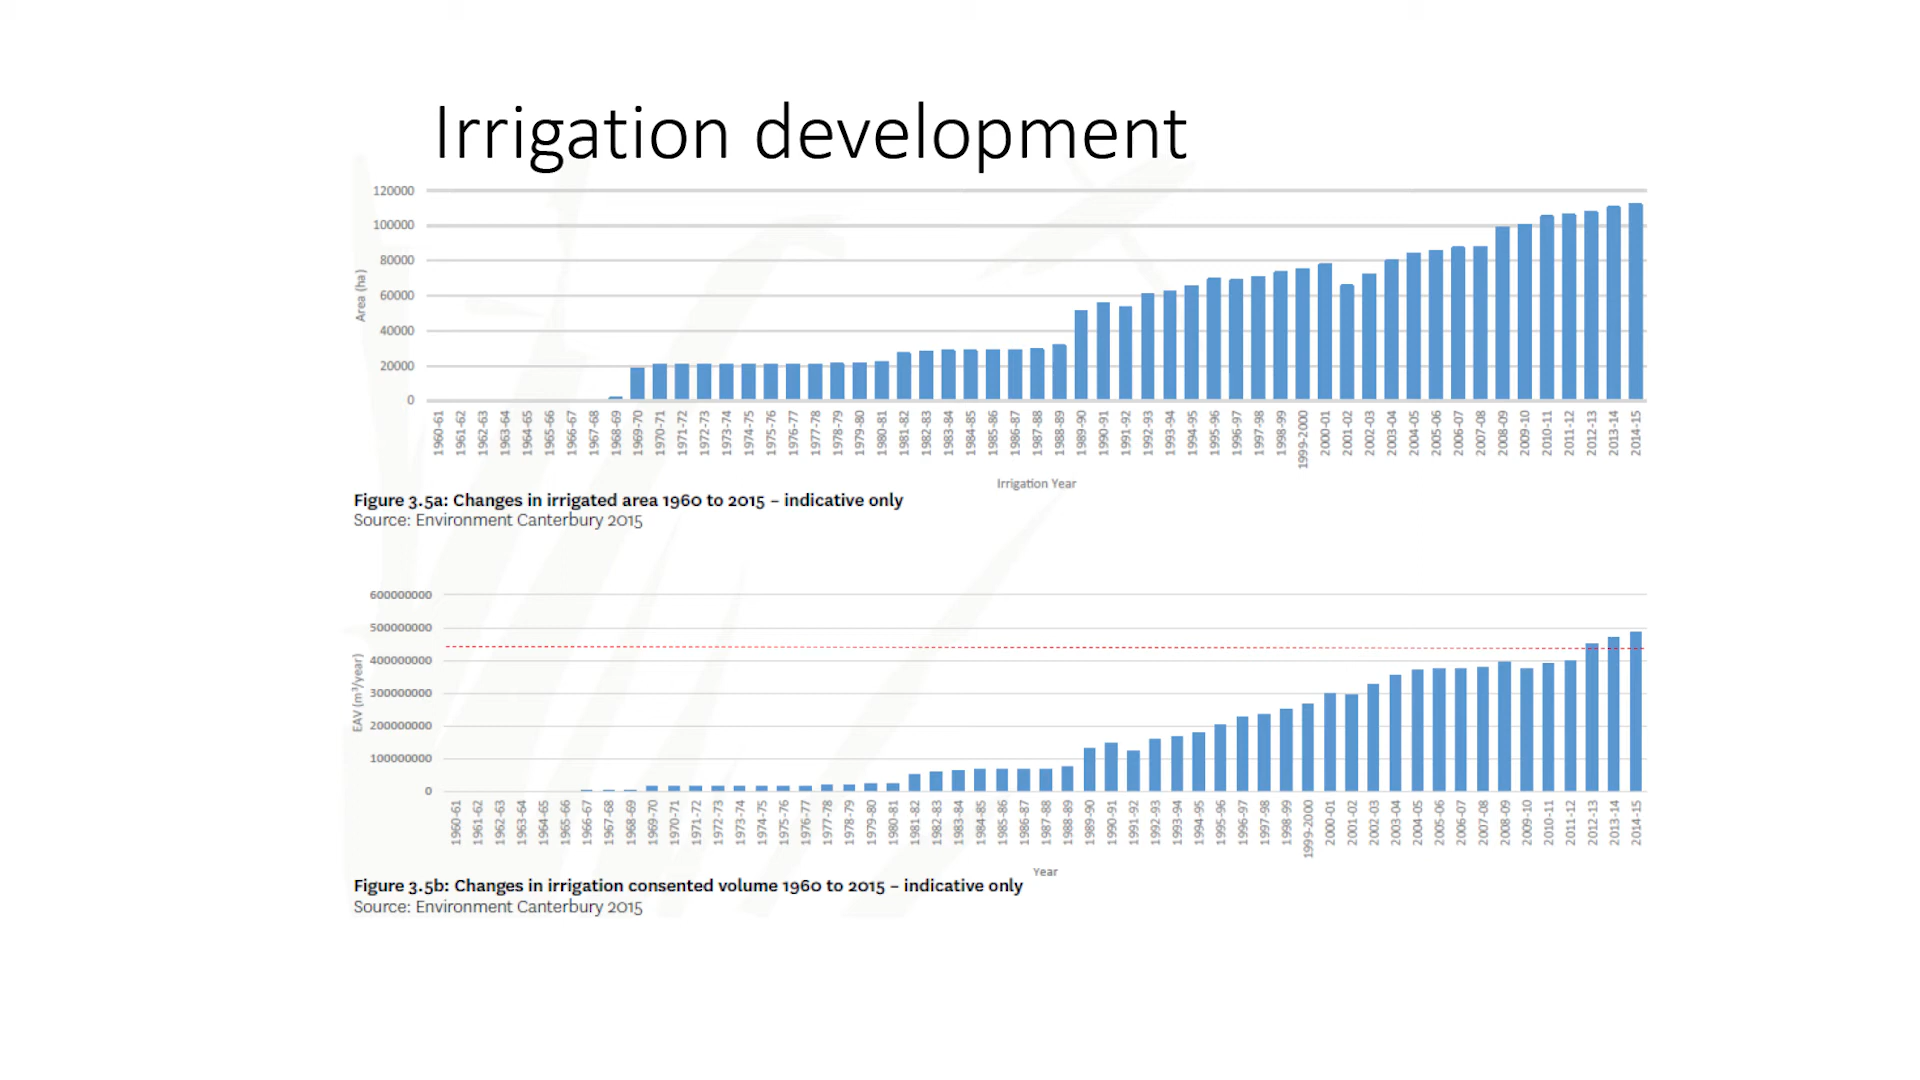 Irrigation development
120000
100000
80000
60000
40000
20000
0
Area (ha)
1960-61 1961-62 1962-63 1963-64 1964-65 1965-66 1966-67 1967-68 1968-69 1969-70 1970-71 1971-72 1972-73 1973-74 1974-75 1975-76 1976-77 1977-78 1978-79 1979-80 1980-81 1981-82 1982-83 1983-84 1984-85 1985-86 1986-87 1987-88 1988-89 1989-90 1990-91 1991-92 1992-93 1993-94 1994-95 1995-96 1996-97 1997-98 1998-99 1999-2000 2000-01 2001-02 2002-03 2003-04 2004-05 2005-06 2006-07 2007-08 2008-09 2009-10 2010-11 2011-12 2012-13 2013-14 2014-15
Irrigation Year
Figure 3.5a: Changes in irrigated area 1960 to 2015 – indicative only
Source: Environment Canterbury 2015
600000000
500000000
400000000
300000000
200000000
100000000
0
EAV (m³/year)
1960-61 1961-62 1962-63 1963-64 1964-65 1965-66 1966-67 1967-68 1968-69 1969-70 1970-71 1971-72 1972-73 1973-74 1974-75 1975-76 1976-77 1977-78 1978-79 1979-80 1980-81 1981-82 1982-83 1983-84 1984-85 1985-86 1986-87 1987-88 1988-89 1989-90 1990-91 1991-92 1992-93 1993-94 1994-95 1995-96 1996-97 1997-98 1998-99 1999-2000 2000-01 2001-02 2002-03 2003-04 2004-05 2005-06 2006-07 2007-08 2008-09 2009-10 2010-11 2011-12 2012-13 2013-14 2014-15
Year
Figure 3.5b: Changes in irrigation consented volume 1960 to 2015 – indicative only
Source: Environment Canterbury 2015